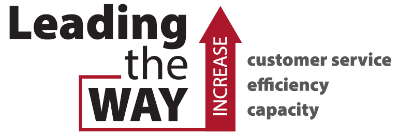 Leading
the
WAY
INCREASE
customer service
efficiency
capacity